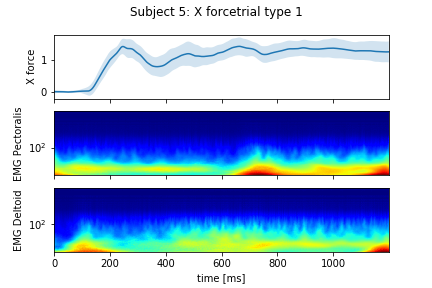 Subject 5: X forcetrial type 1
X force
1
0
EMG Pectoralis
10²
EMG Deltoid
10²
0 200 400 600 800 1000
time [ms]